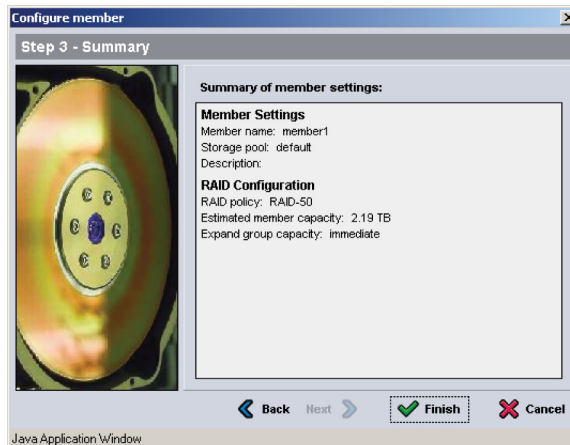 Configure member
Step 3 - Summary
Summary of member settings:
Member Settings
Member name: member1
Storage pool: default
Description:
RAID Configuration
RAID policy: RAID-50
Estimated member capacity: 2.19 TB
Expand group capacity: immediate
Back Next Finish Cancel
Java Application Window